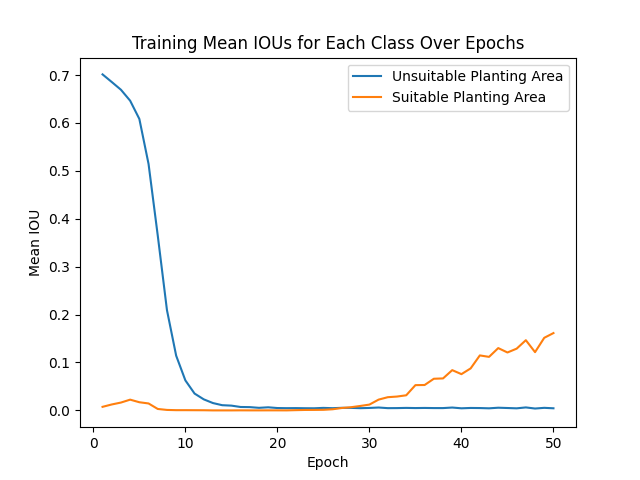 Training Mean IOUs for Each Class Over Epochs
Unsuitable Planting Area
Suitable Planting Area
0.7
0.6
0.5
0.4
0.3
0.2
0.1
0.0
Mean IOU
0 10 20 30 40 50
Epoch